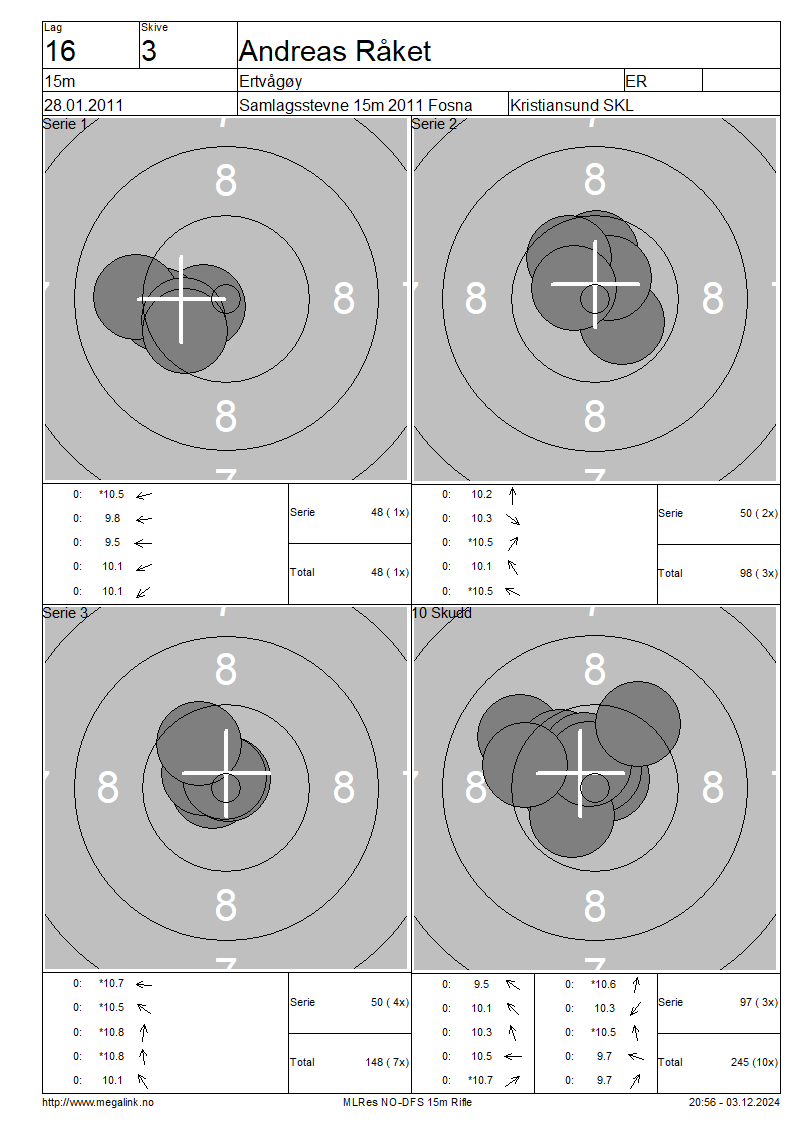 Lag Skive
16 3 Andreas Råket
15m Ertvågøy ER
28.01.2011 Samlagsstevne 15m 2011 Fosna Kristiansund SKL
Serie 1
7
8
7 8
8
7
0: *10.5
0: 9.8
0: 9.5
0: 10.1
0: 10.1
Serie 48 ( 1x)
Total 48 ( 1x)
Serie 2
7
8
7 8 8 7
8
7
0: 10.2
0: 10.3
0: *10.5
0: 10.1
0: *10.5
Serie 50 ( 2x)
Total 98 ( 3x)
Serie 3
7
8
7 8 8
8
7
0: *10.7
0: *10.5
0: *10.8
0: *10.8
0: 10.1
Serie 50 ( 4x)
Total 148 ( 7x)
10 Skudd
7
8
7 8 8 7
8
7
0: 9.5 0: *10.6
0: 10.1 0: 10.3
0: 10.3 0: *10.5
0: 10.5 0: 9.7
0: *10.7 0: 9.7
Serie 97 ( 3x)
Total 245 (10x)
http://www.megalink.no MLRes NO-DFS 15m Rifle 20:56 - 03.12.2024